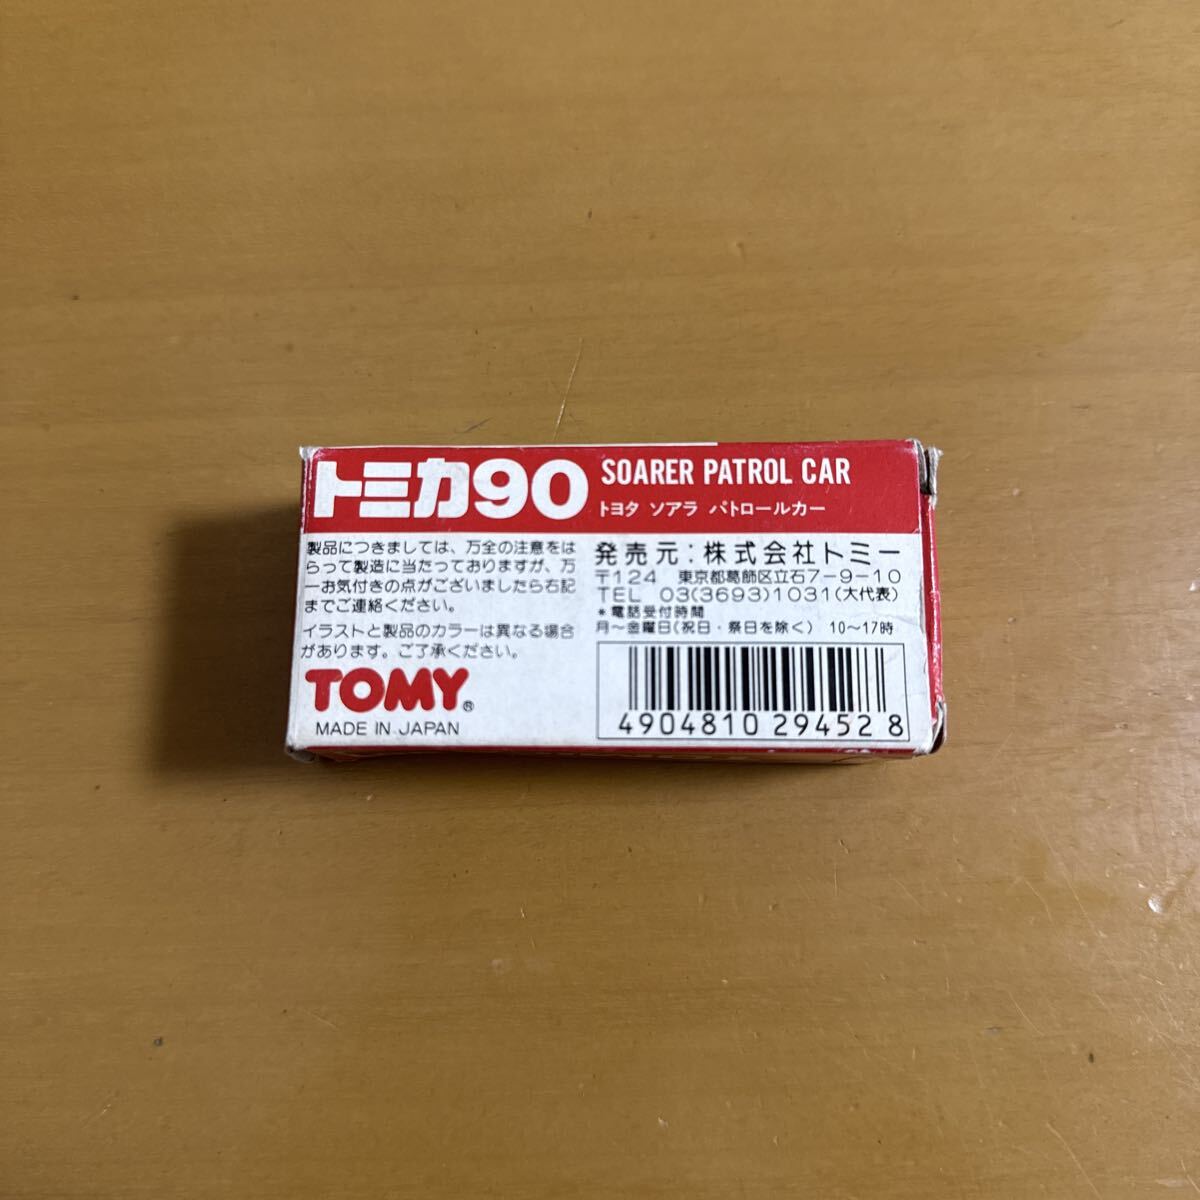 トミカ90
SOARER PATROL CAR
トヨタ ソアラ パトロールカー
製品につきましては、万全の注意をは
らって製造に当たっておりますが、万
一お気付きの点がございましたら右記
までご連絡ください。
イラストと製品のカラーは異なる場合
があります。ご了承ください。
TOMY®
MADE IN JAPAN
発売元:株式会社トミー
〒124 東京都葛飾区立石7-9-10
TEL 03(3693)1031(大代表)
*電話受付時間
月〜金曜日(祝日・祭日を除く) 10〜17時
4904810 294528